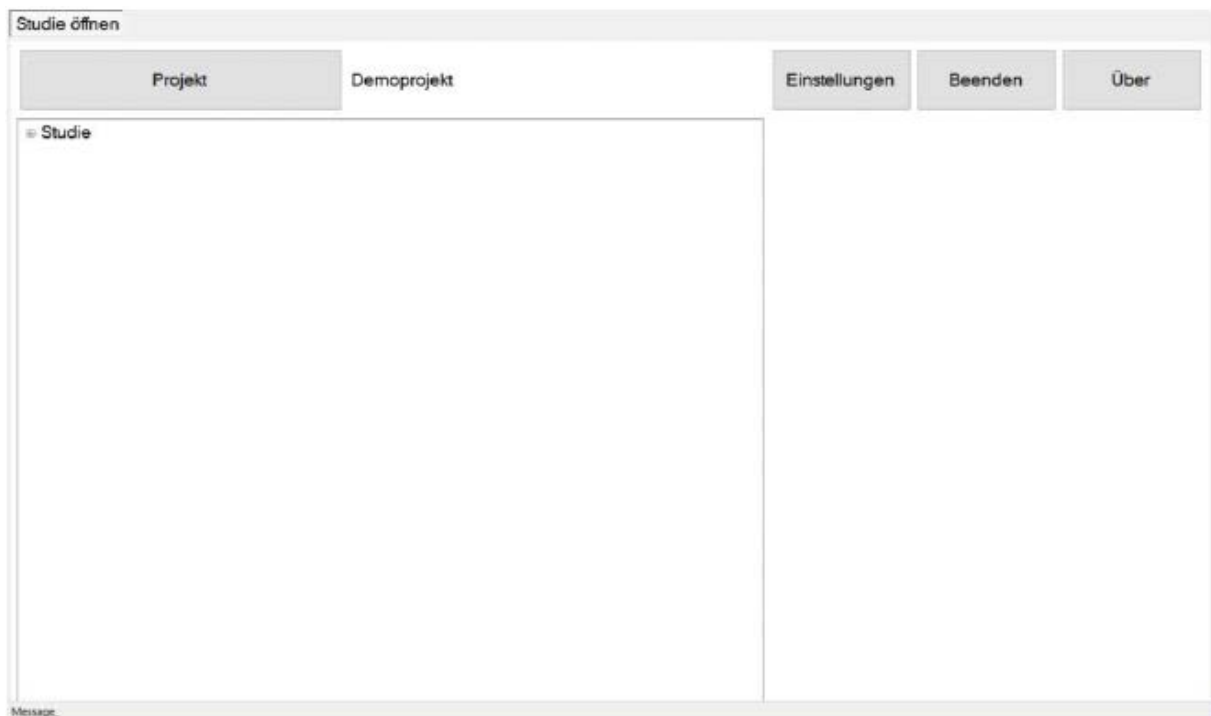 Studie öffnen
Projekt Demoprojekt Einstellungen Beenden Über
Studie
Message